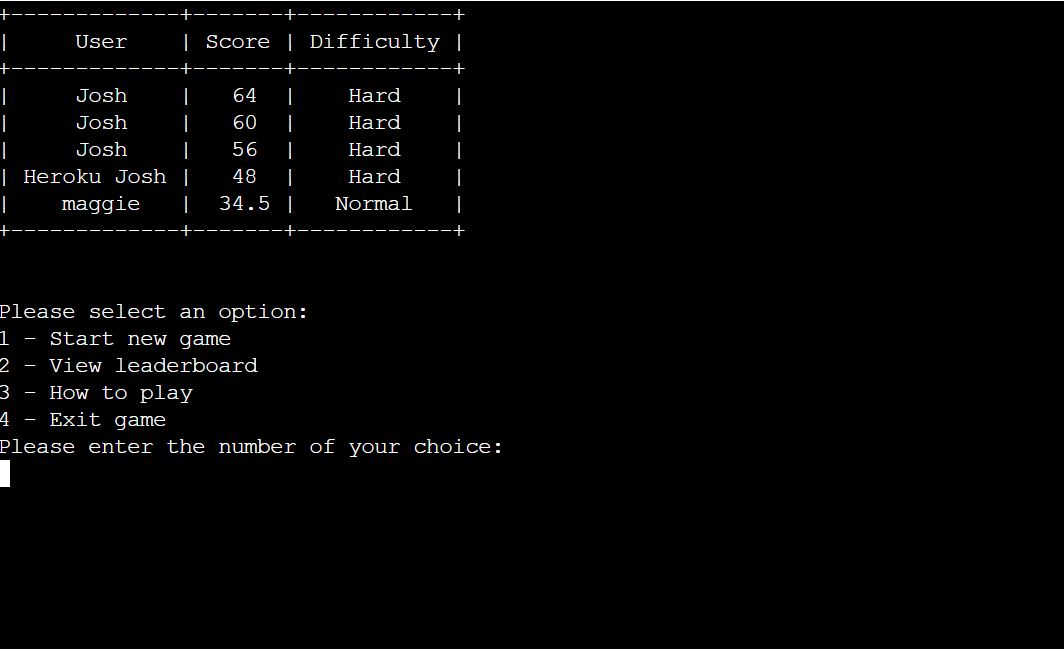 +-------------+-------+------------+
|     User    | Score | Difficulty |
+-------------+-------+------------+
|     Josh    |   64  |    Hard    |
|     Josh    |   60  |    Hard    |
|     Josh    |   56  |    Hard    |
| Heroku Josh |   48  |    Hard    |
|    maggie   |  34.5 |   Normal   |
+-------------+-------+------------+
Please select an option:
1 - Start new game
2 - View leaderboard
3 - How to play
4 - Exit game
Please enter the number of your choice: